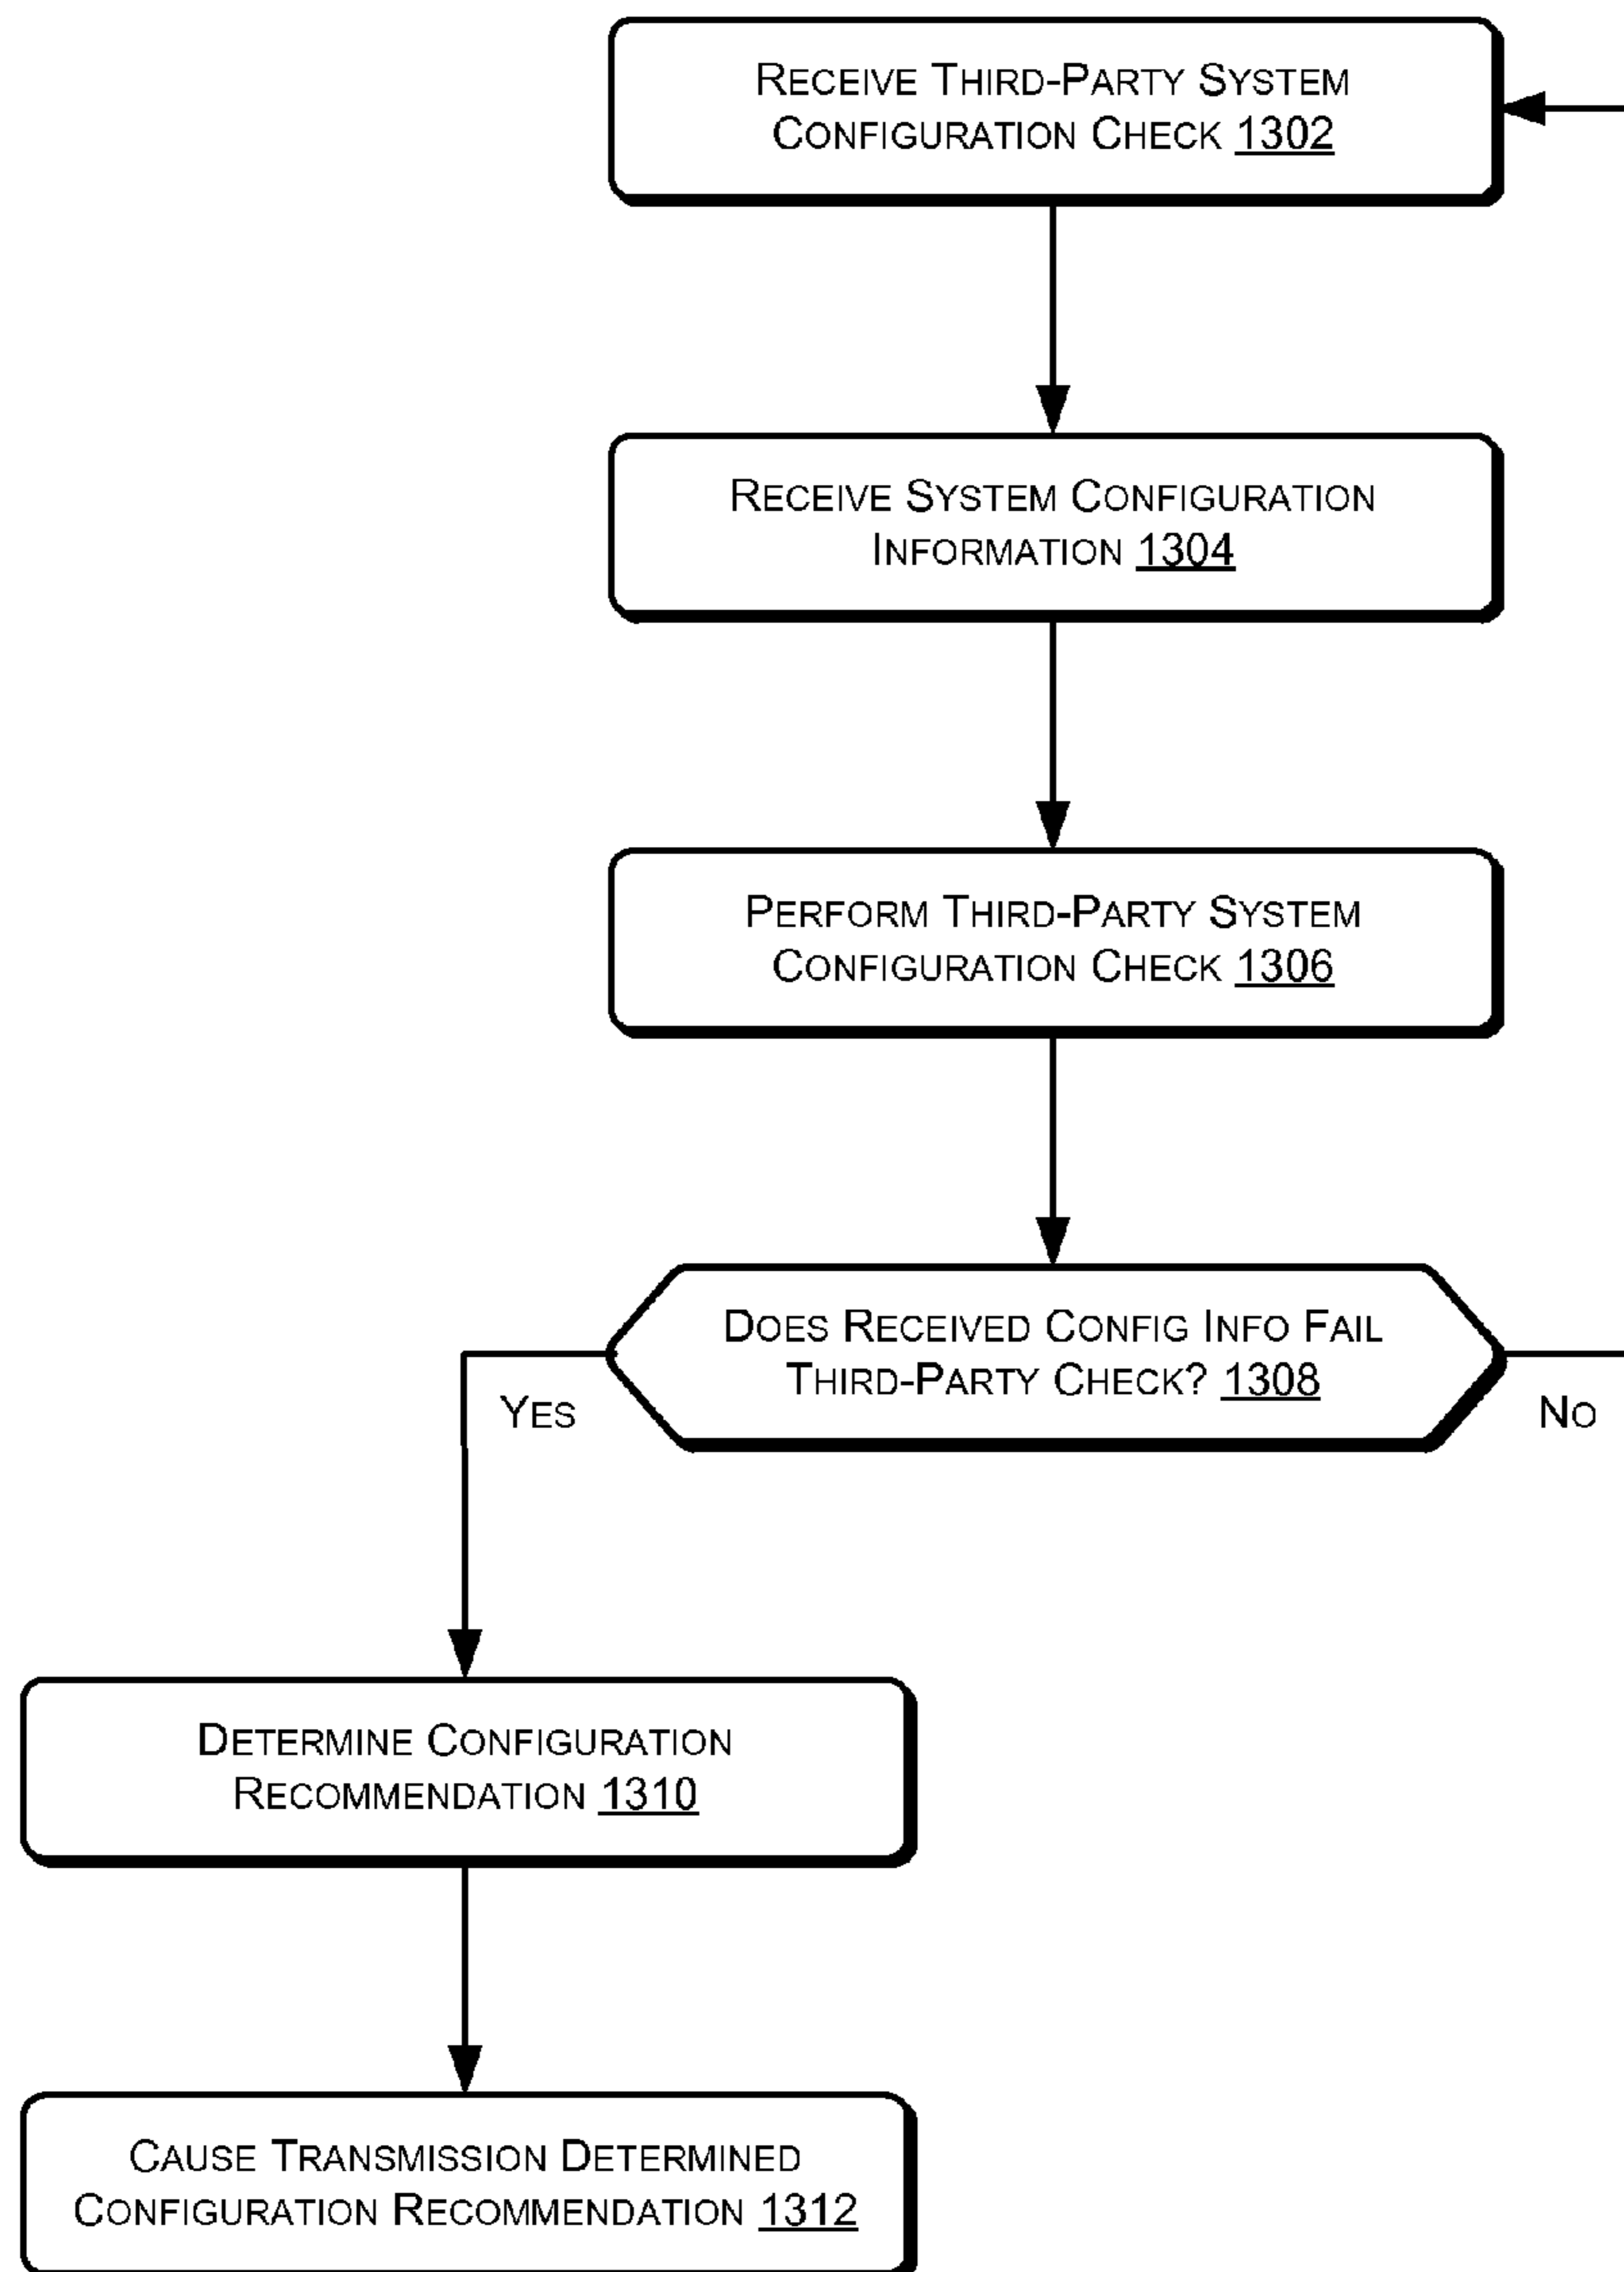 RECEIVE THIRD-PARTY SYSTEM
CONFIGURATION CHECK 1302
RECEIVE SYSTEM CONFIGURATION
INFORMATION 1304
PERFORM THIRD-PARTY SYSTEM
CONFIGURATION CHECK 1306
DOES RECEIVED CONFIG INFO FAIL
THIRD-PARTY CHECK? 1308
YES
NO
DETERMINE CONFIGURATION
RECOMMENDATION 1310
CAUSE TRANSMISSION DETERMINED
CONFIGURATION RECOMMENDATION 1312